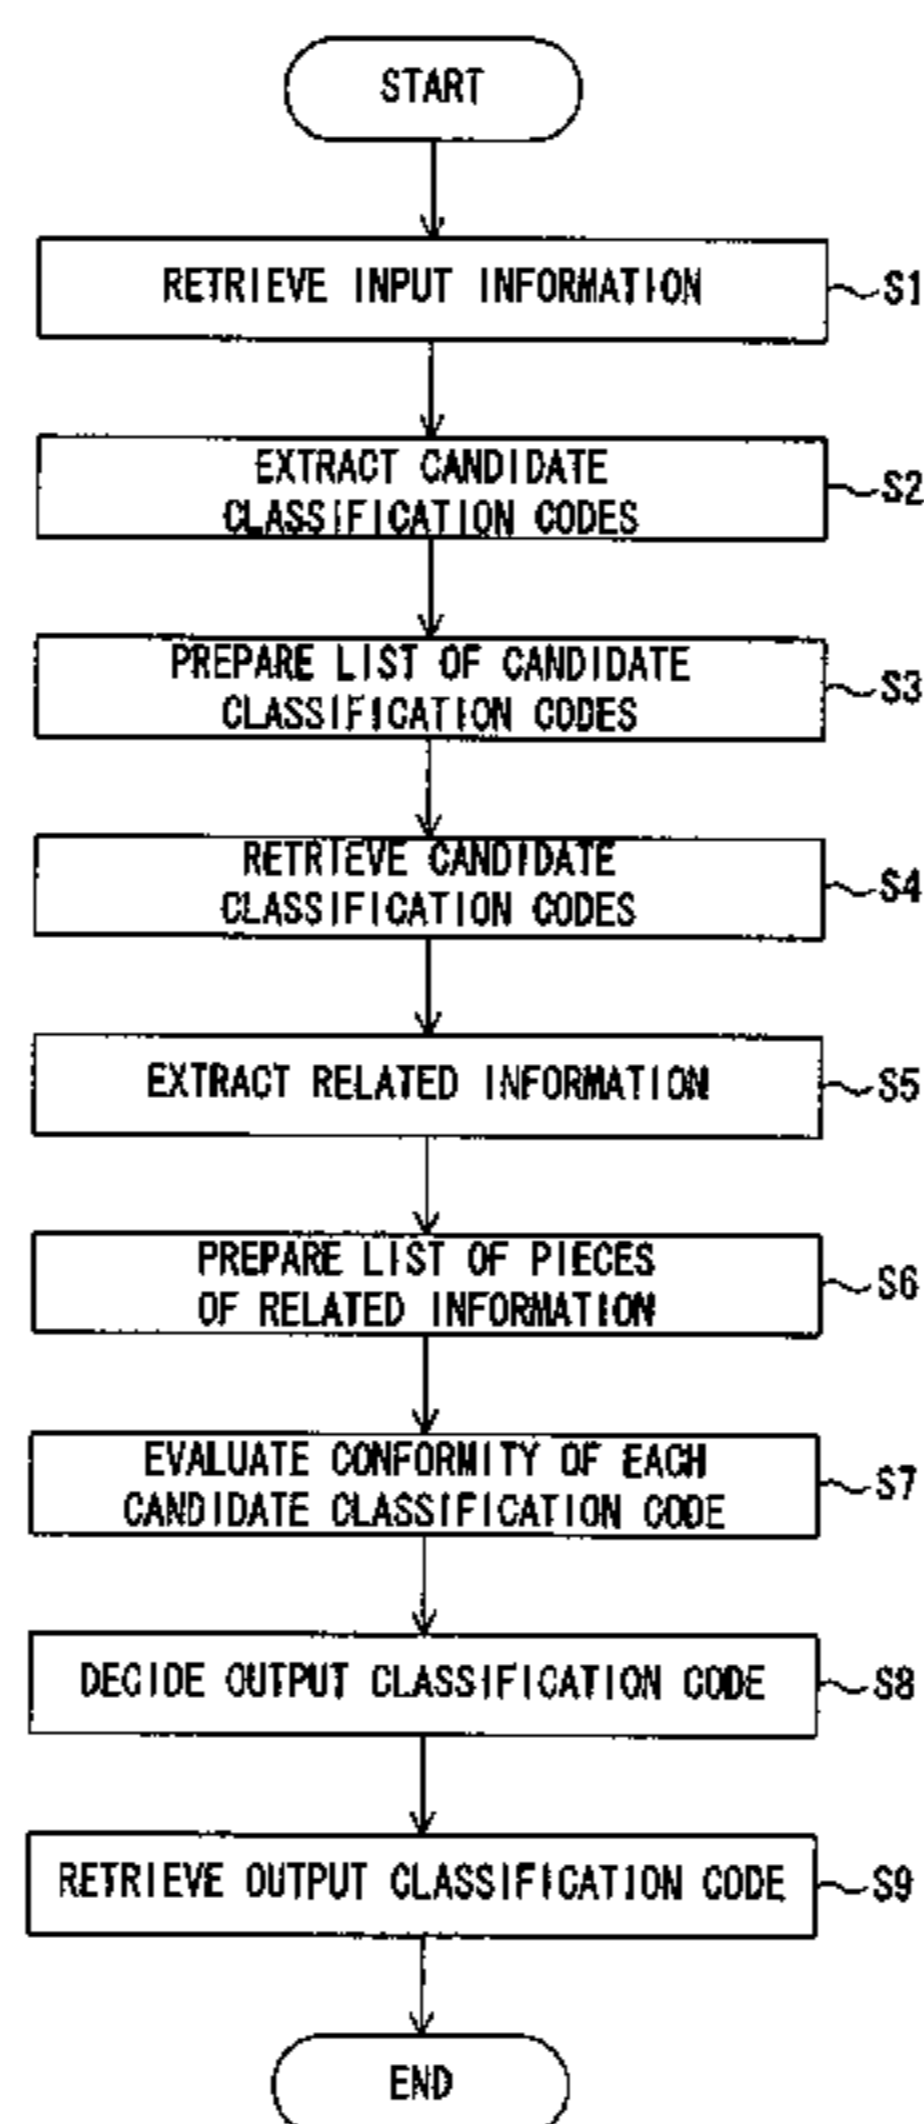 START
RETRIEVE INPUT INFORMATION
S1
EXTRACT CANDIDATE
CLASSIFICATION CODES
S2
PREPARE LIST OF CANDIDATE
CLASSIFICATION CODES
S3
RETRIEVE CANDIDATE
CLASSIFICATION CODES
S4
EXTRACT RELATED INFORMATION
S5
PREPARE LIST OF PIECES
OF RELATED INFORMATION
S6
EVALUATE CONFORMITY OF EACH
CANDIDATE CLASSIFICATION CODE
S7
DECIDE OUTPUT CLASSIFICATION CODE
S8
RETRIEVE OUTPUT CLASSIFICATION CODE
S9
END